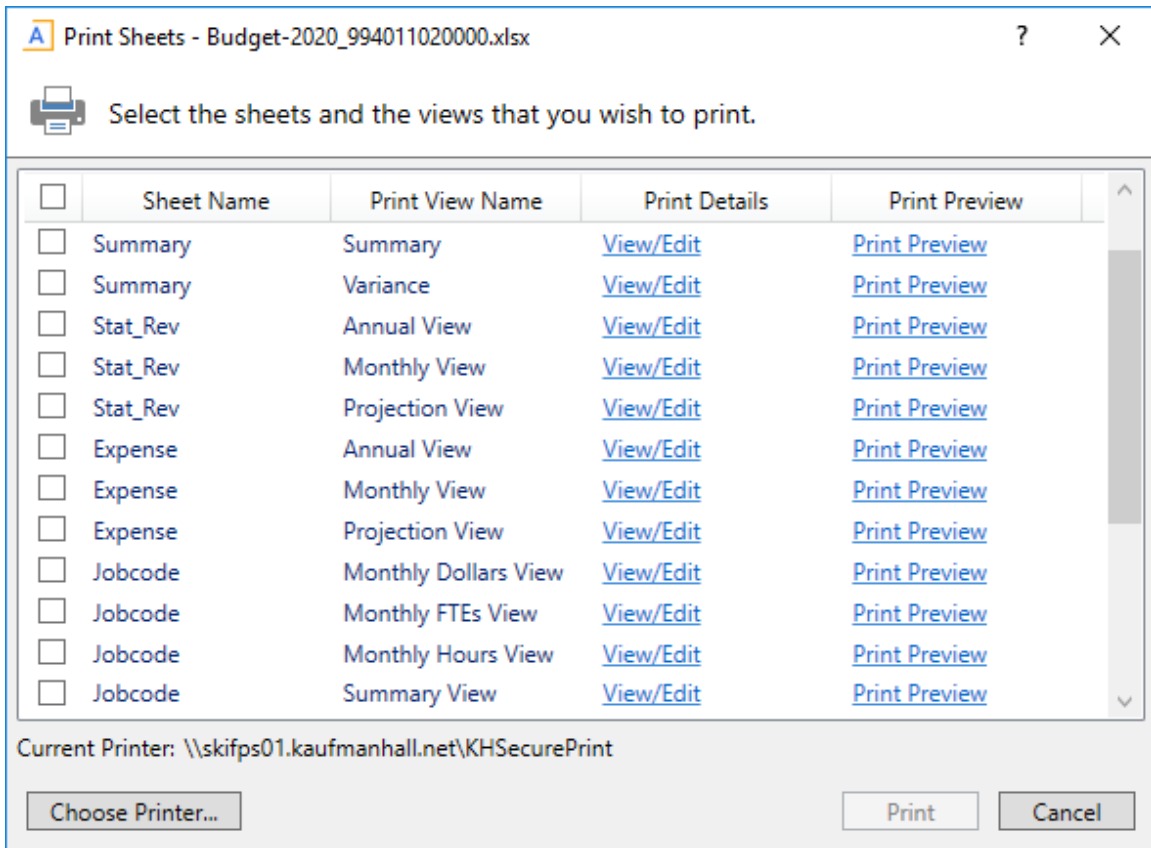 A Print Sheets - Budget-2020_994011020000.xlsx ?
Select the sheets and the views that you wish to print.
Sheet Name Print View Name Print Details Print Preview
Summary Summary View/Edit Print Preview
Summary Variance View/Edit Print Preview
Stat_Rev Annual View View/Edit Print Preview
Stat_Rev Monthly View View/Edit Print Preview
Stat_Rev Projection View View/Edit Print Preview
Expense Annual View View/Edit Print Preview
Expense Monthly View View/Edit Print Preview
Expense Projection View View/Edit Print Preview
Jobcode Monthly Dollars View View/Edit Print Preview
Jobcode Monthly FTEs View View/Edit Print Preview
Jobcode Monthly Hours View View/Edit Print Preview
Jobcode Summary View View/Edit Print Preview
Current Printer: \\skifps01.kaufmanhall.net\KHSecurePrint
Choose Printer... Print Cancel